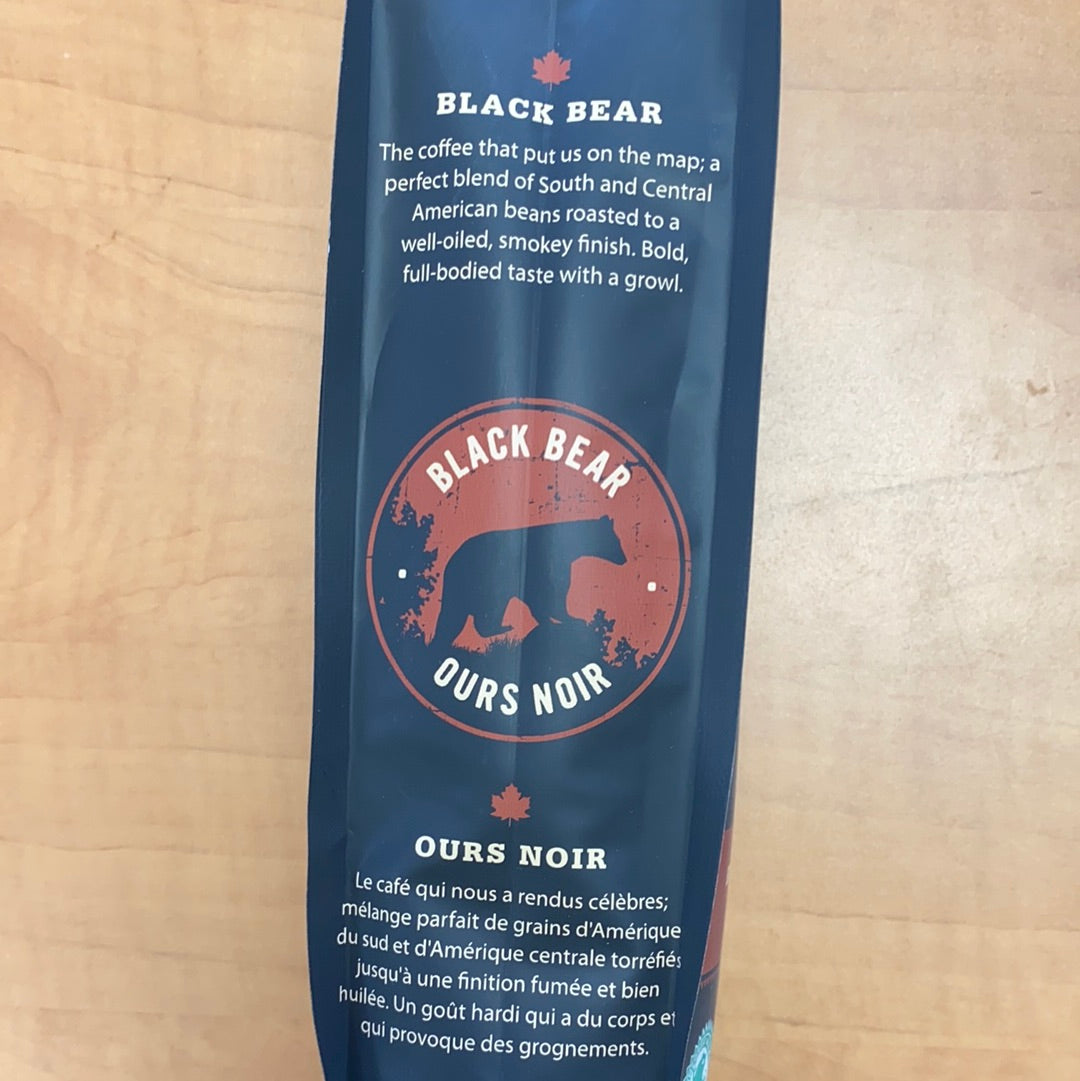 BLACK BEAR
The coffee that put us on the map; a
perfect blend of South and Central
American beans roasted to a
well-oiled, smokey finish. Bold,
full-bodied taste with a growl.
BLACK BEAR
OURS NOIR
OURS NOIR
Le café qui nous a rendus célèbres;
mélange parfait de grains d'Amérique
du sud et d'Amérique centrale torréfiés
jusqu'à une finition fumée et bien
huilée. Un goût hardi qui a du corps et
qui provoque des grognements.